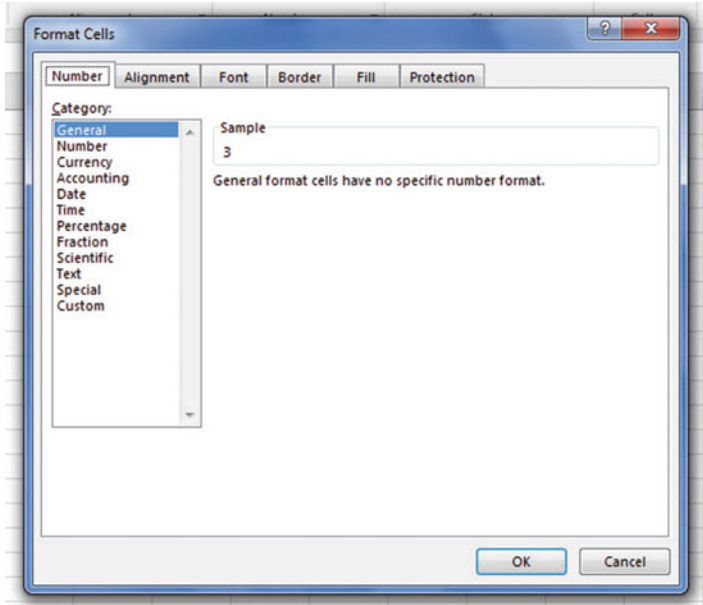 Format Cells
?
X
Number Alignment Font Border Fill Protection
Category:
General
Number
Currency
Accounting
Date
Time
Percentage
Fraction
Scientific
Text
Special
Custom
Sample
3
General format cells have no specific number format.
OK Cancel